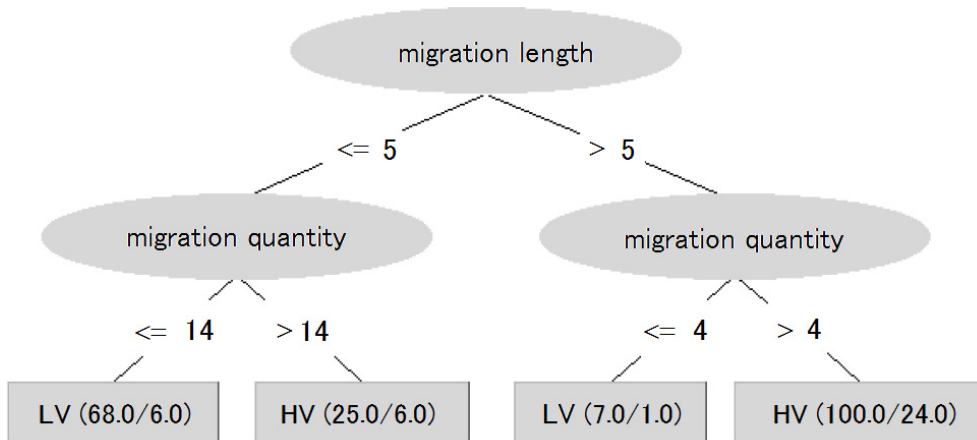 migration length
<= 5
> 5
migration quantity
migration quantity
<= 14
> 14
<= 4
> 4
LV (68.0/6.0)
HV (25.0/6.0)
LV (7.0/1.0)
HV (100.0/24.0)